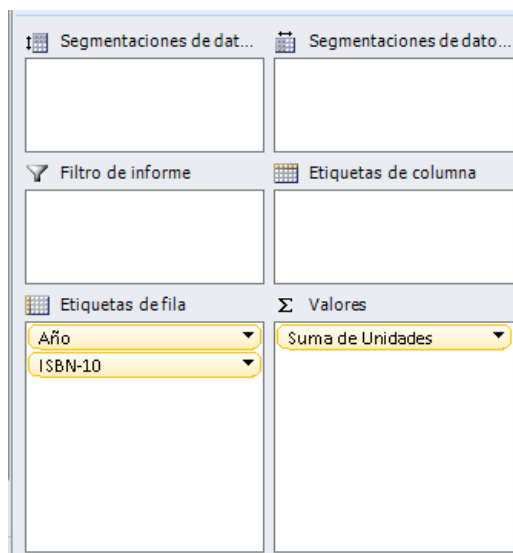 Segmentaciones de dat...
Segmentaciones de dato...
Filtro de informe
Etiquetas de columna
Etiquetas de fila
Σ Valores
Año
ISBN-10
Suma de Unidades